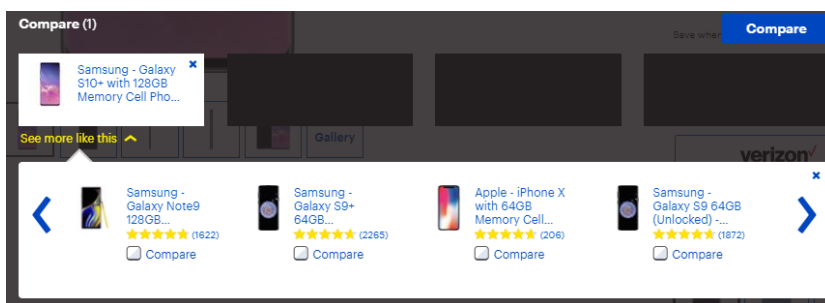 Compare (1)
Save when
Compare
Samsung - Galaxy
S10+ with 128GB
Memory Cell Pho...
See more like this
Gallery
verizon
Samsung -
Galaxy Note9
128GB...
(1622)
Compare
Samsung -
Galaxy S9+
64GB...
(2265)
Compare
Apple - iPhone X
with 64GB
Memory Cell...
(206)
Compare
Samsung -
Galaxy S9 64GB
(Unlocked) -...
(1872)
Compare